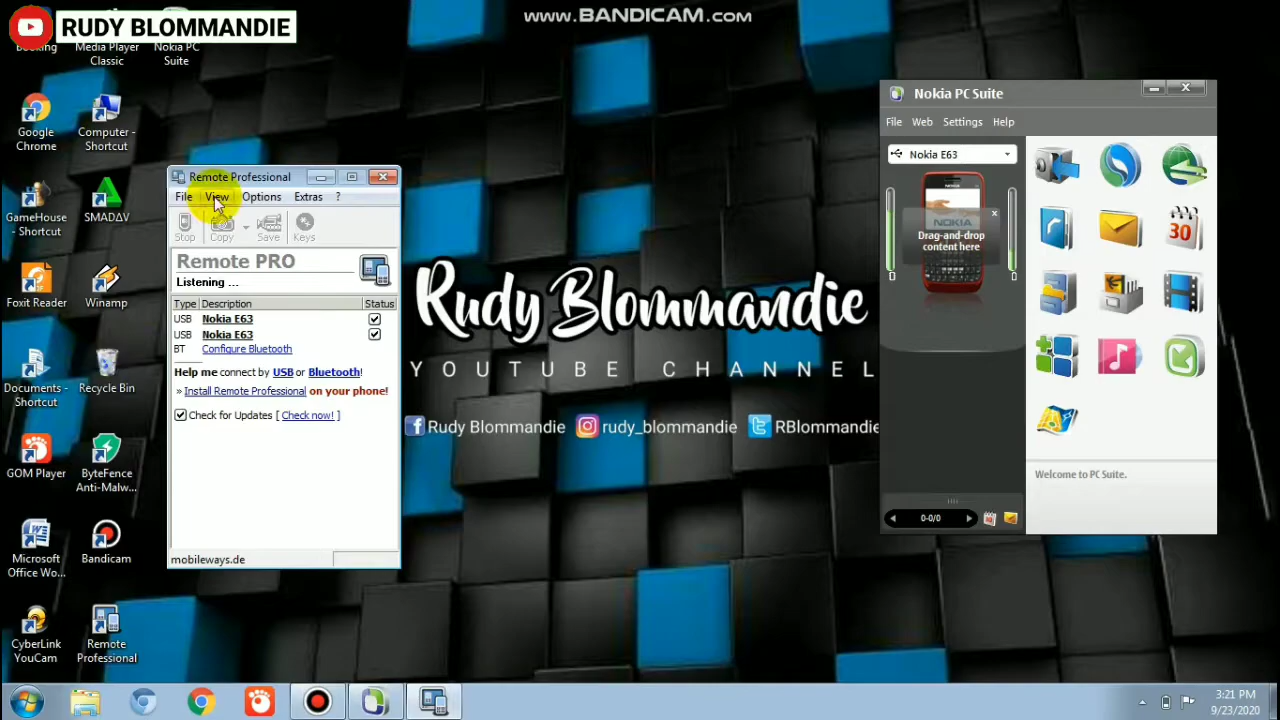 RUDY BLOMMANDIE
www.BANDICAM.com
Media Player
Classic
Nokia PC
Suite
Google
Chrome
Computer -
Shortcut
GameHouse
- Shortcut
SMADΔV
Foxit Reader
Winamp
Documents -
Shortcut
Recycle Bin
GOM Player
ByteFence
Anti-Malw...
Microsoft
Office Wo...
Bandicam
CyberLink
YouCam
Remote
Professional
Remote Professional
File View Options Extras ?
Stop Copy Save Keys
Remote PRO
Listening ...
Type Description Status
USB Nokia E63
USB Nokia E63
BT Configure Bluetooth
Help me connect by USB or Bluetooth!
» Install Remote Professional on your phone!
Check for Updates [ Check now! ]
mobileways.de
Rudy Blommandie
YOUTUBE CHANNEL
Rudy Blommandie rudy_blommandie RBlommandie
Nokia PC Suite
File Web Settings Help
Nokia E63
NOKIA
Drag-and-drop
content here
30
0-0/0
Welcome to PC Suite.
3:21 PM
9/23/2020